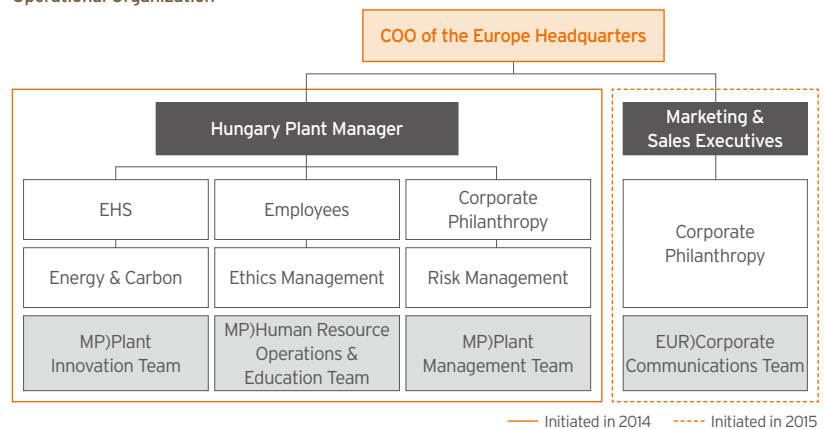 Operational Organization
COO of the Europe Headquarters
Hungary Plant Manager
Marketing &
Sales Executives
EHS
Employees
Corporate
Philanthropy
Corporate
Philanthropy
Energy & Carbon
Ethics Management
Risk Management
MP)Plant
Innovation Team
MP)Human Resource
Operations &
Education Team
MP)Plant
Management Team
EUR)Corporate
Communications Team
Initiated in 2014
Initiated in 2015